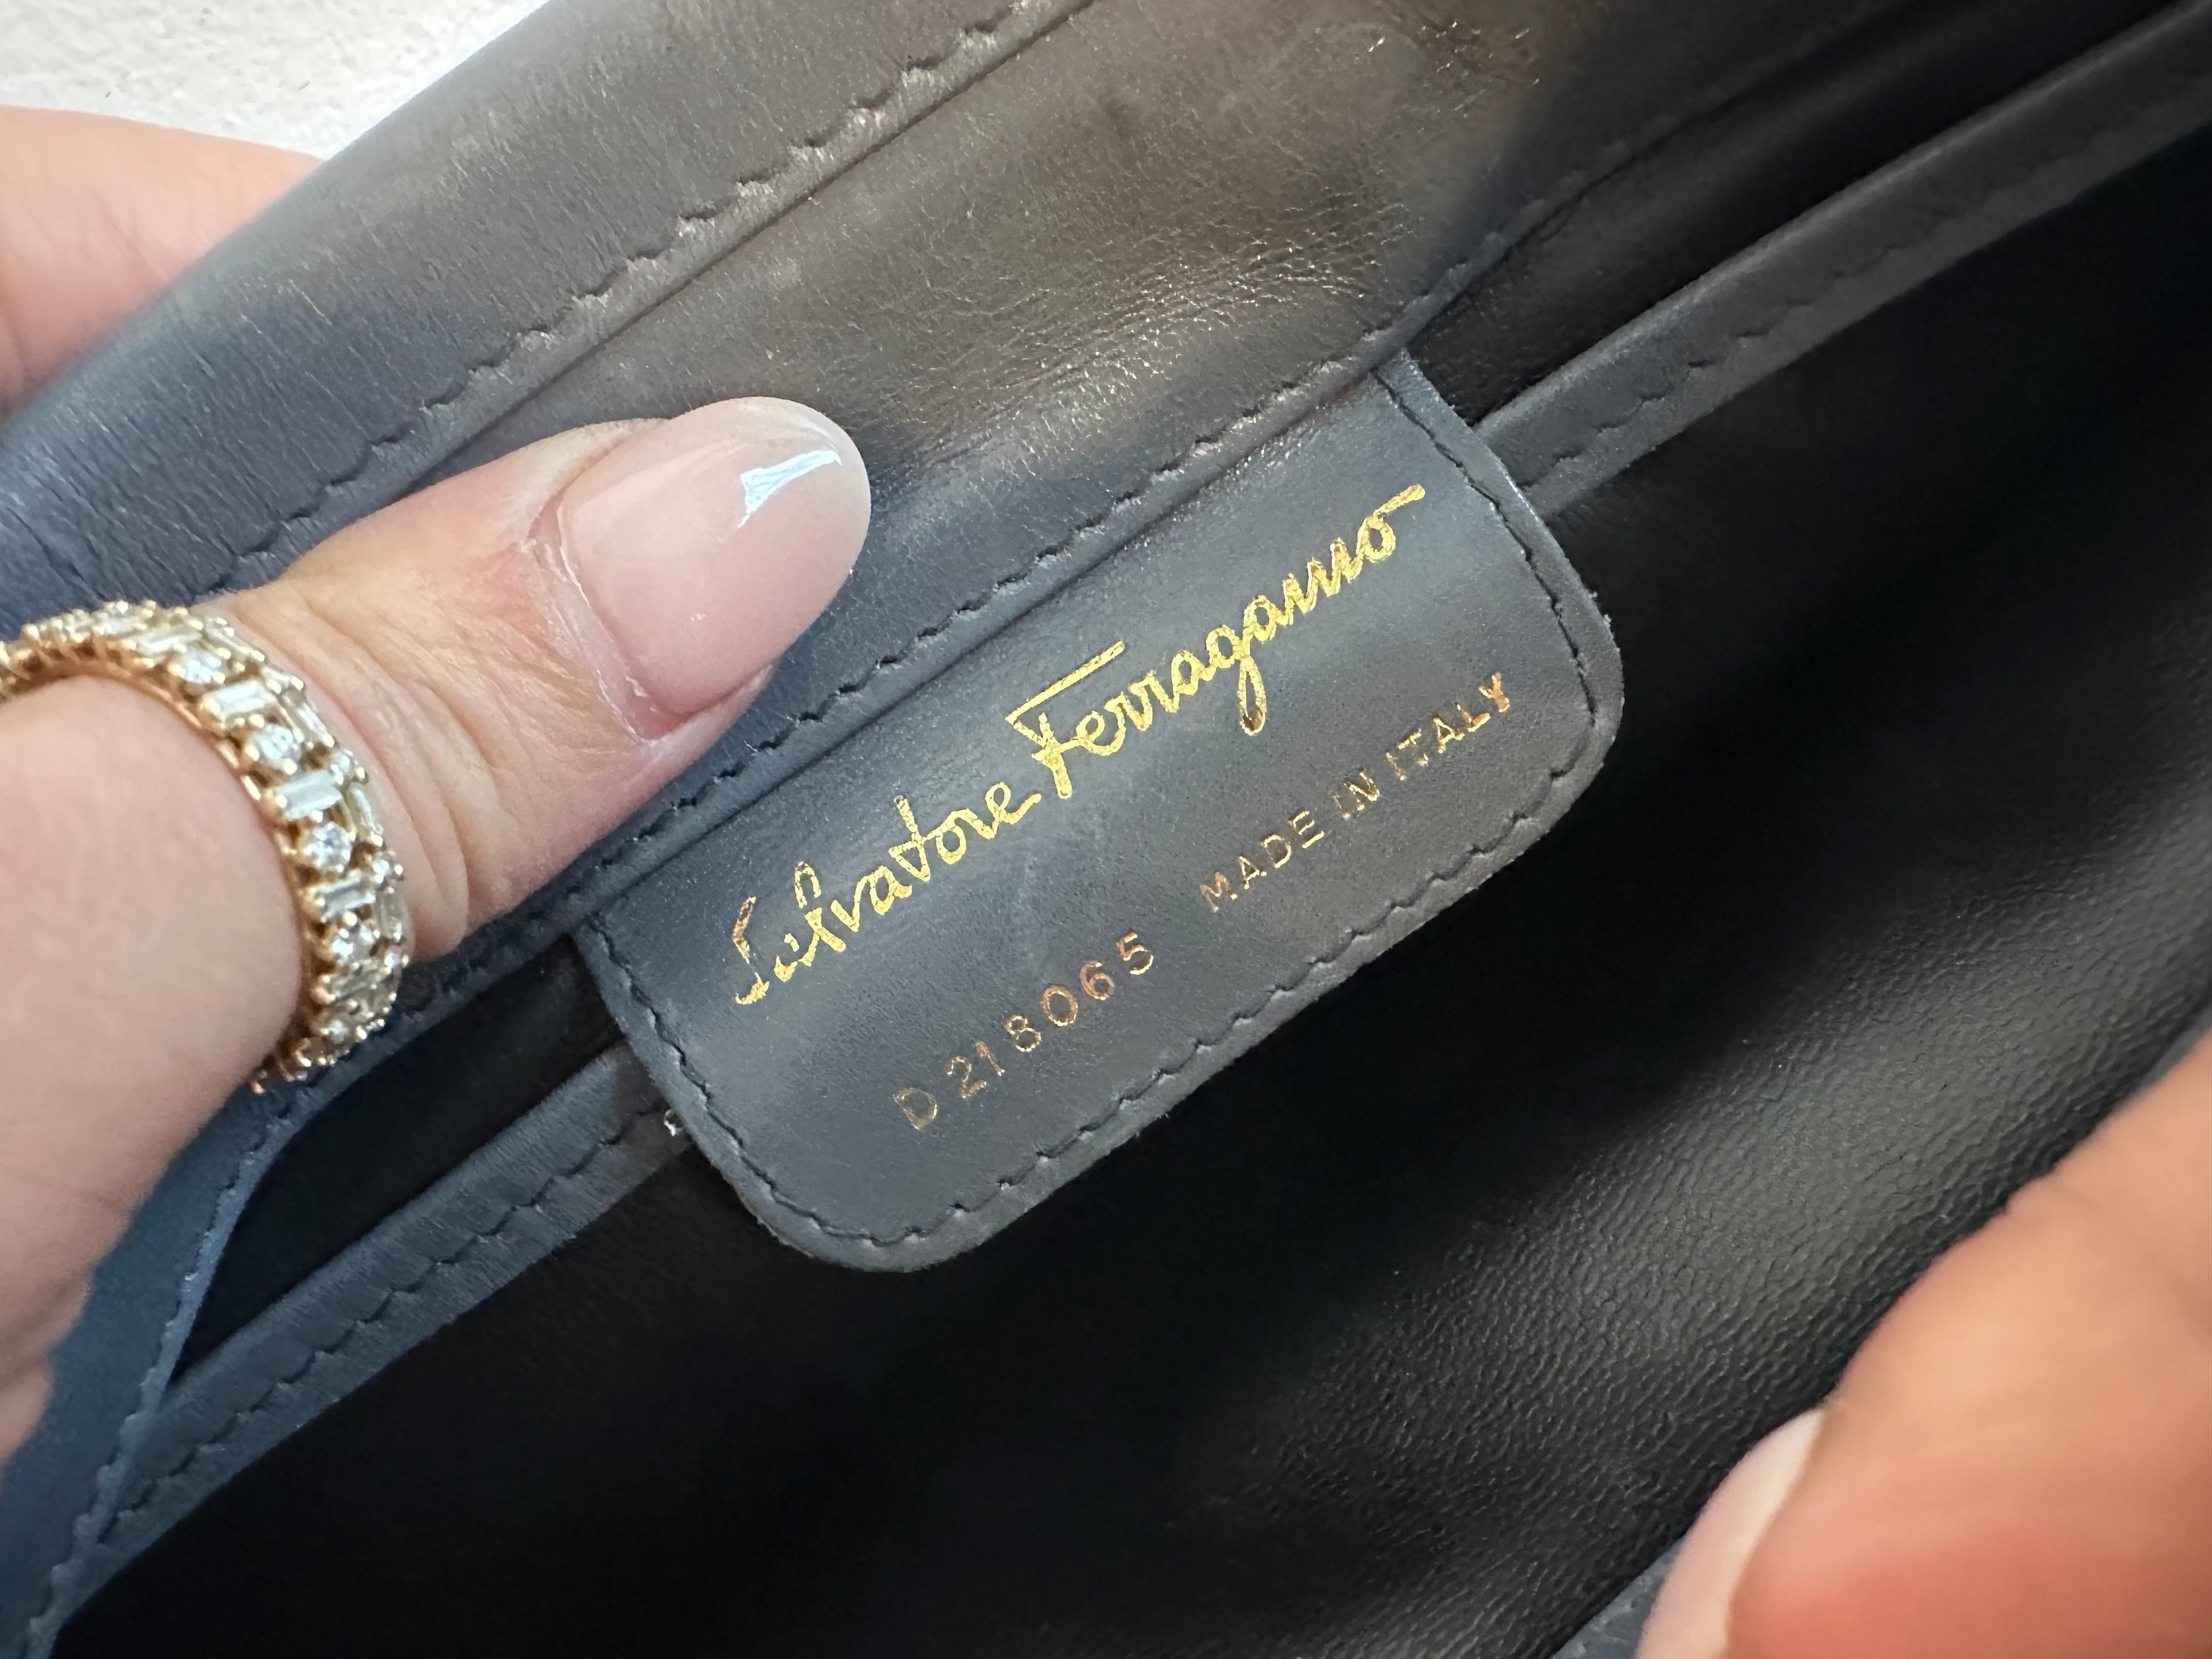 Salvatore Ferragamo
D 218065 MADE IN ITALY